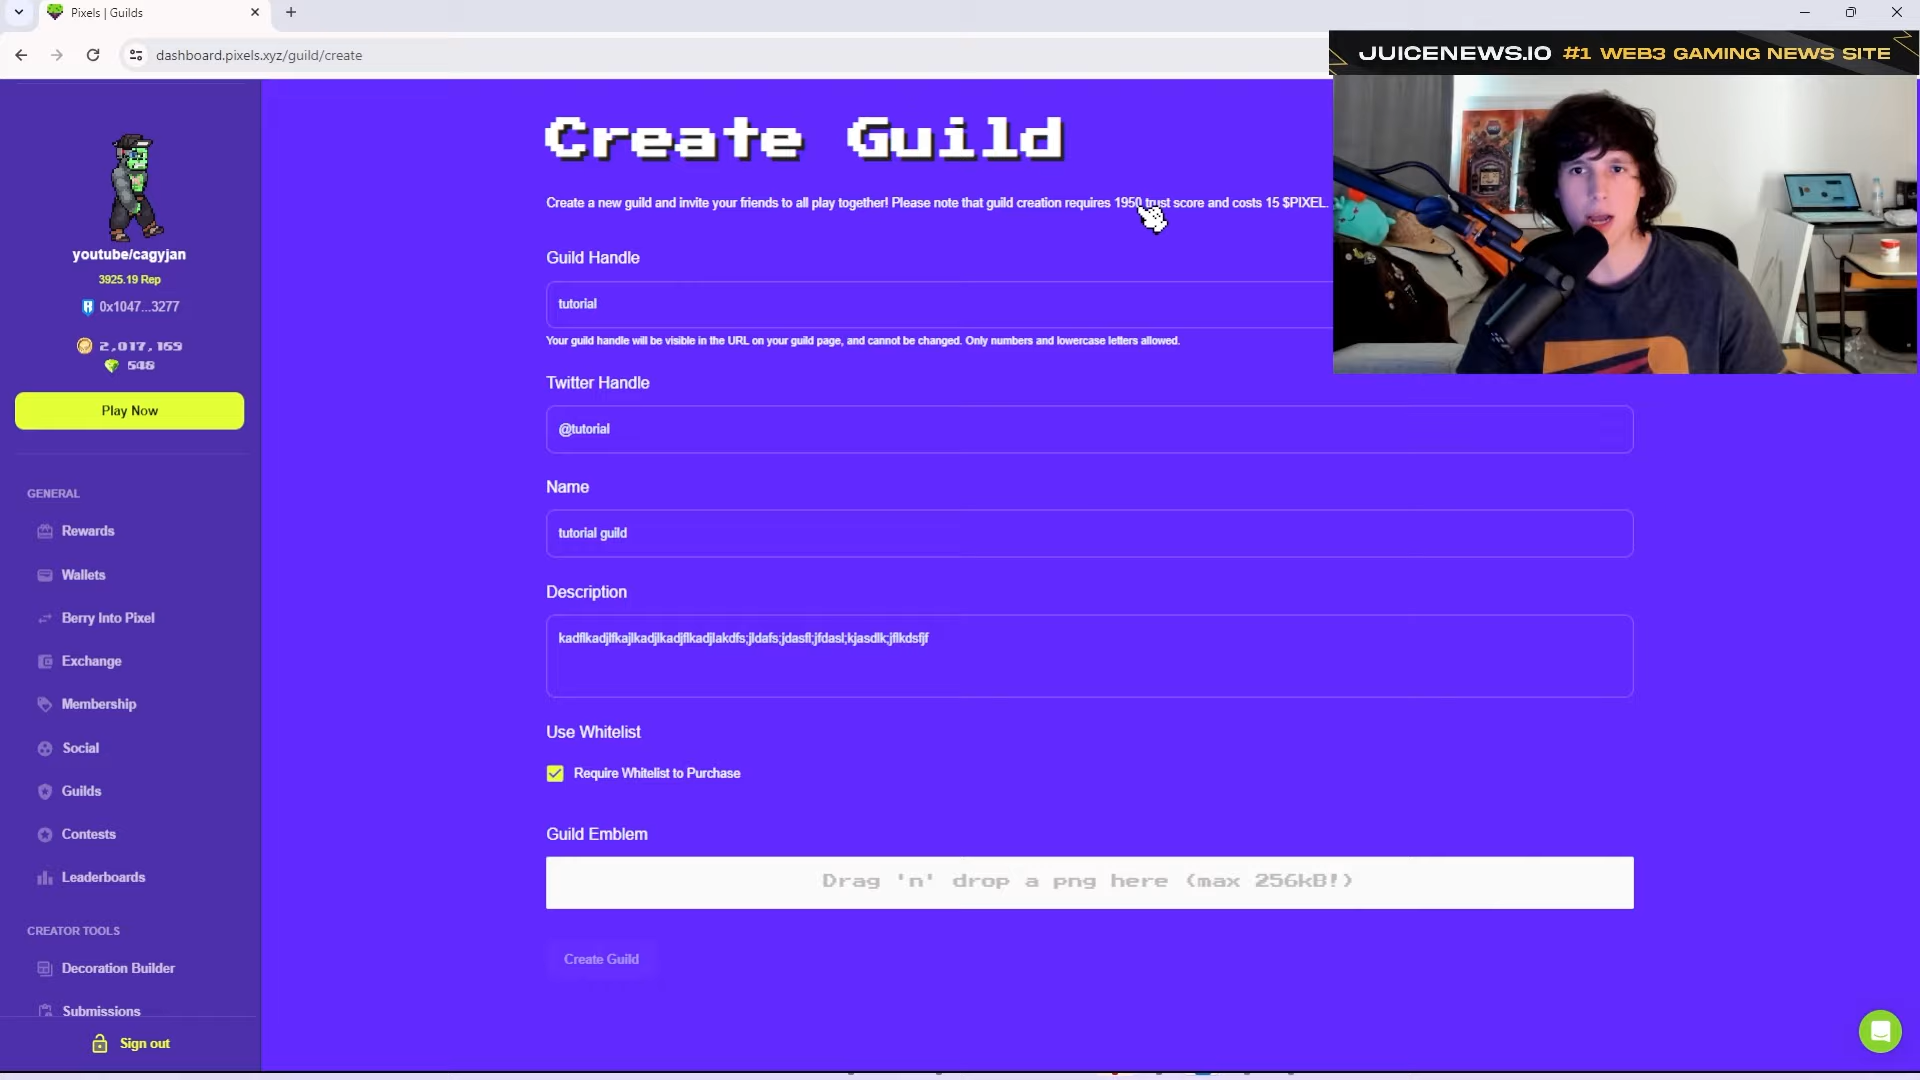 Pixels | Guilds
dashboard.pixels.xyz/guild/create
JUICENEWS.IO #1 WEB3 GAMING NEWS SITE
youtube/cagyjan
3925.19 Rep
0x1047...3277
2,017,169
548
Play Now
GENERAL
Rewards
Wallets
Berry Into Pixel
Exchange
Membership
Social
Guilds
Contests
Leaderboards
CREATOR TOOLS
Decoration Builder
Submissions
Sign out
Create Guild
Create a new guild and invite your friends to all play together! Please note that guild creation requires 1950 trust score and costs 15 $PIXEL.
Guild Handle
tutorial
Your guild handle will be visible in the URL on your guild page, and cannot be changed. Only numbers and lowercase letters allowed.
Twitter Handle
@tutorial
Name
tutorial guild
Description
kadflkadjlfkajlkadjlkadjflkadjlakdfs;jldafs;jdasfl;jfdasl;kjasdlk;jflkdsfjf
Use Whitelist
Require Whitelist to Purchase
Guild Emblem
Drag 'n' drop a png here (max 256kB!)
Create Guild